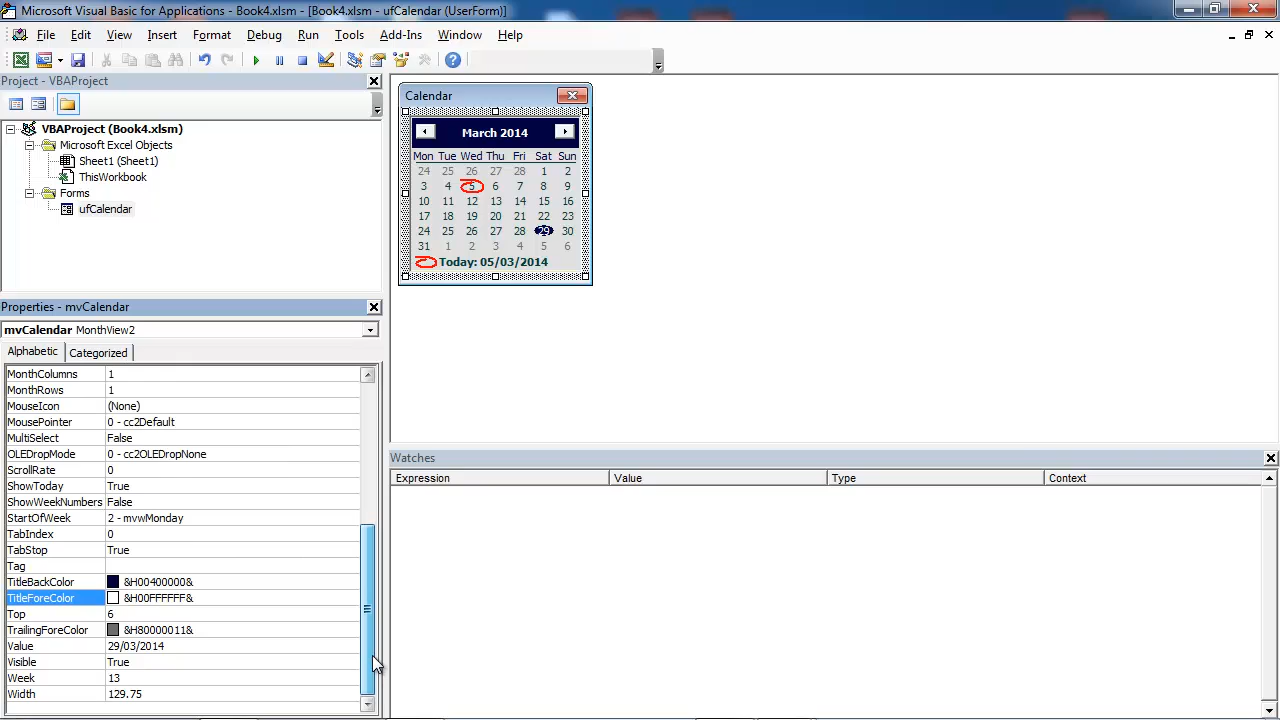 Microsoft Visual Basic for Applications - Book4.xlsm - [Book4.xlsm - ufCalendar (UserForm)]
File Edit View Insert Format Debug Run Tools Add-Ins Window Help
Project - VBAProject
VBAProject (Book4.xlsm)
Microsoft Excel Objects
Sheet1 (Sheet1)
ThisWorkbook
Forms
ufCalendar
Properties - mvCalendar
mvCalendar MonthView2
Alphabetic Categorized
MonthColumns 1
MonthRows 1
MouseIcon (None)
MousePointer 0 - cc2Default
MultiSelect False
OLEDropMode 0 - cc2OLEDropNone
ScrollRate 0
ShowToday True
ShowWeekNumbers False
StartOfWeek 2 - mvwMonday
TabIndex 0
TabStop True
Tag
TitleBackColor &H00400000&
TitleForeColor &H00FFFFFF&
Top 6
TrailingForeColor &H80000011&
Value 29/03/2014
Visible True
Week 13
Width 129.75
Calendar
March 2014
Mon Tue Wed Thu Fri Sat Sun
24 25 26 27 28 1 2
3 4 5 6 7 8 9
10 11 12 13 14 15 16
17 18 19 20 21 22 23
24 25 26 27 28 29 30
31 1 2 3 4 5 6
Today: 05/03/2014
Watches
Expression Value Type Context